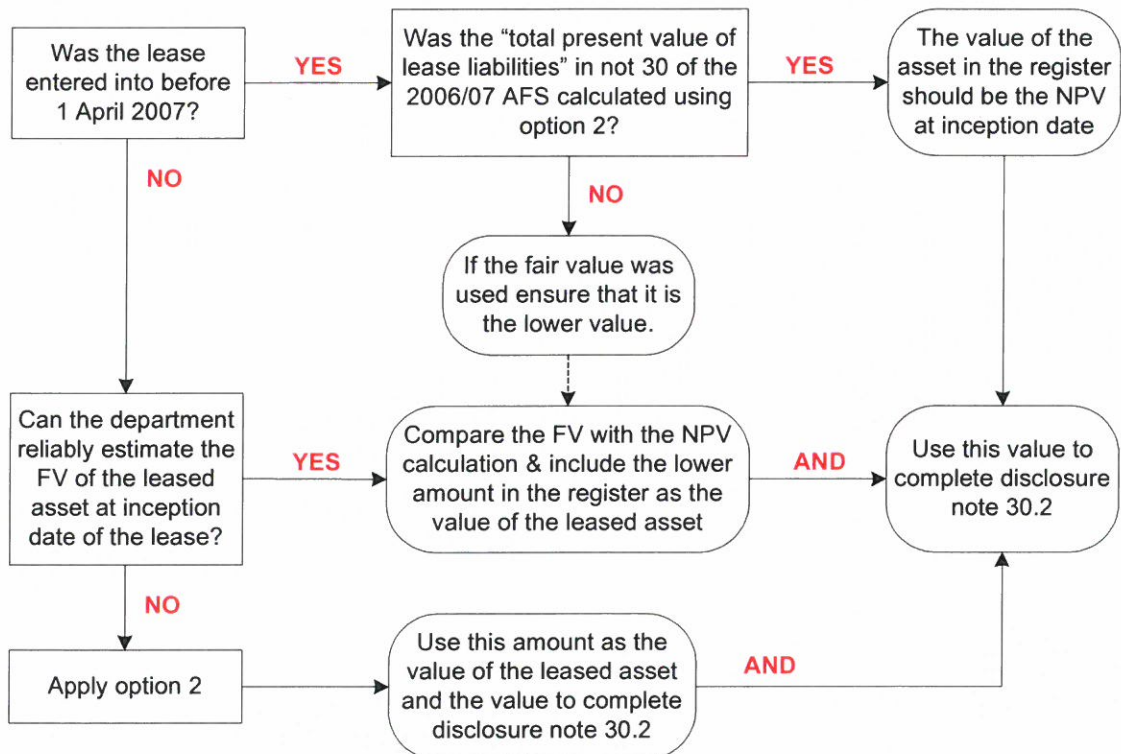 Was the lease
entered into before
1 April 2007?
YES
Was the “total present value of
lease liabilities” in not 30 of the
2006/07 AFS calculated using
option 2?
YES
The value of the
asset in the register
should be the NPV
at inception date
NO
NO
If the fair value was
used ensure that it is
the lower value.
Can the department
reliably estimate the
FV of the leased
asset at inception
date of the lease?
YES
Compare the FV with the NPV
calculation & include the lower
amount in the register as the
value of the leased asset
AND
Use this value to
complete disclosure
note 30.2
NO
Apply option 2
Use this amount as the
value of the leased asset
and the value to complete
disclosure note 30.2
AND